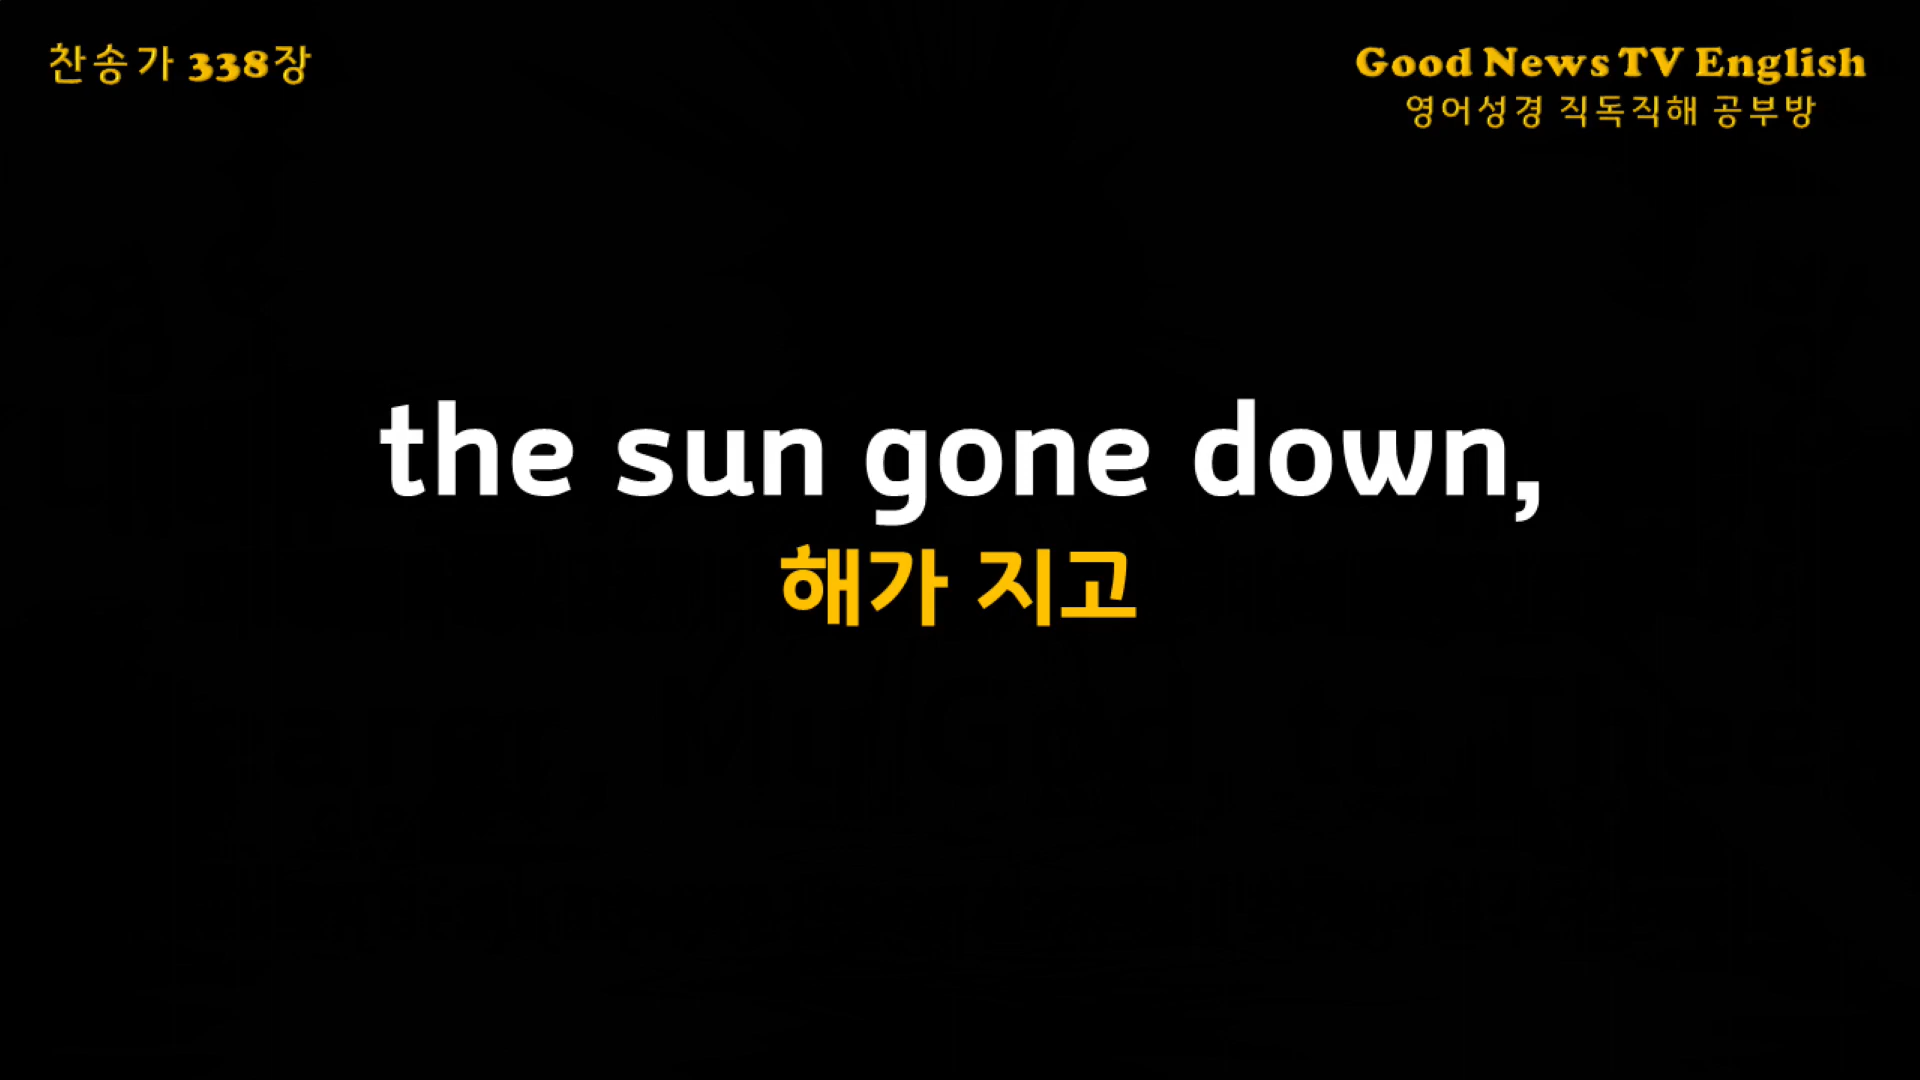 찬송가 338장
Good News TV English
영어성경 직독직해 공부방
the sun gone down,
해가 지고